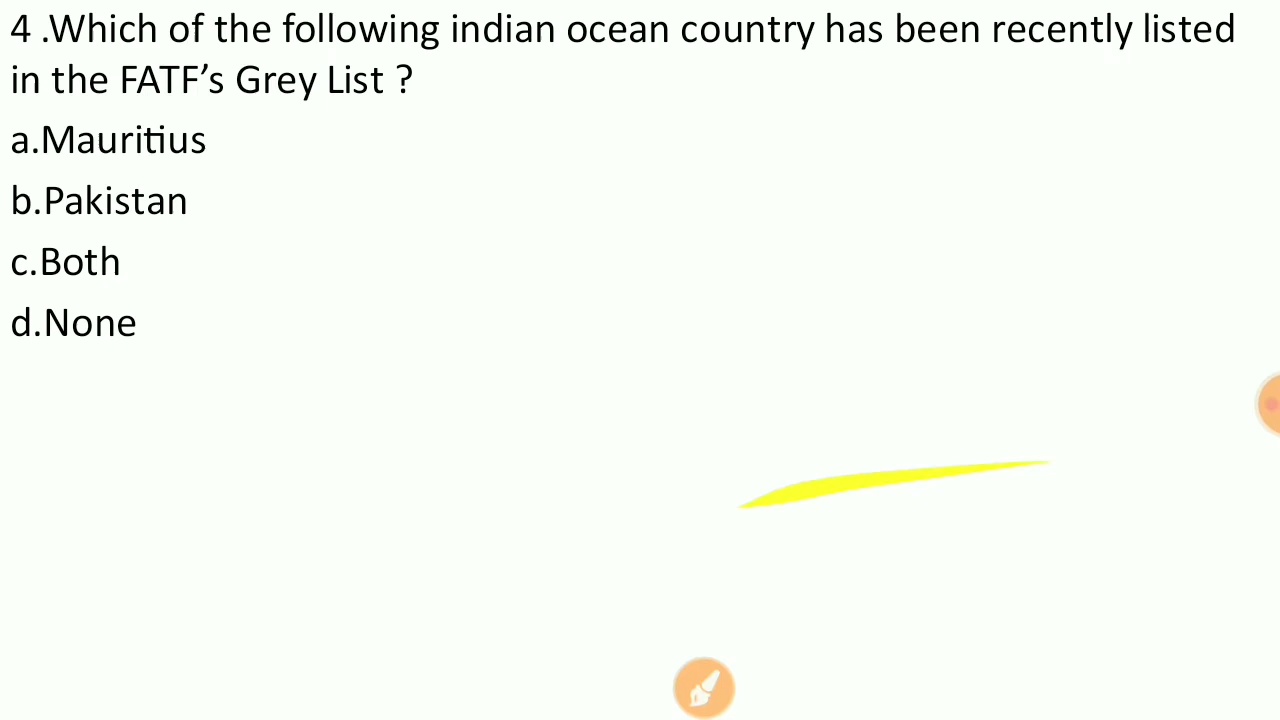 4 .Which of the following indian ocean country has been recently listed
in the FATF’s Grey List ?
a.Mauritius
b.Pakistan
c.Both
d.None